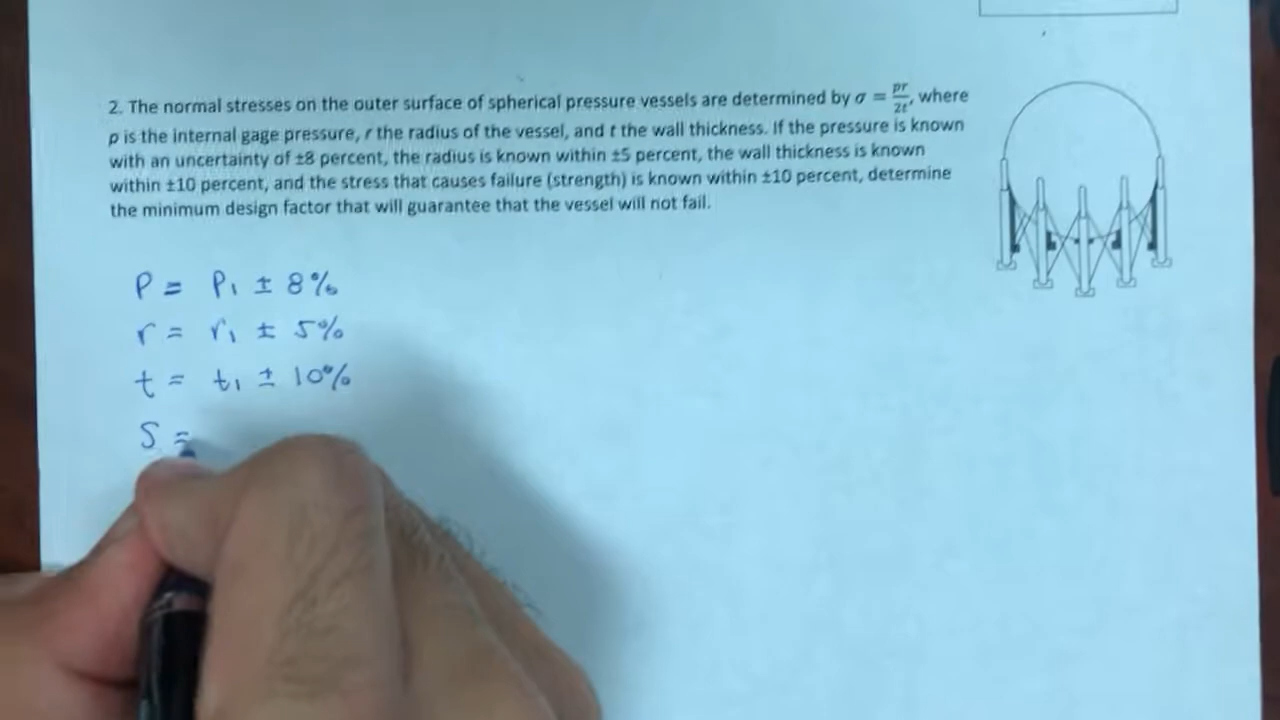 2. The normal stresses on the outer surface of spherical pressure vessels are determined by σ = pr/2t, where
p is the internal gage pressure, r the radius of the vessel, and t the wall thickness. If the pressure is known
with an uncertainty of ±8 percent, the radius is known within ±5 percent, the wall thickness is known
within ±10 percent, and the stress that causes failure (strength) is known within ±10 percent, determine
the minimum design factor that will guarantee that the vessel will not fail.
P = P₁ ± 8%
r = r₁ ± 5%
t = t₁ ± 10%
S =